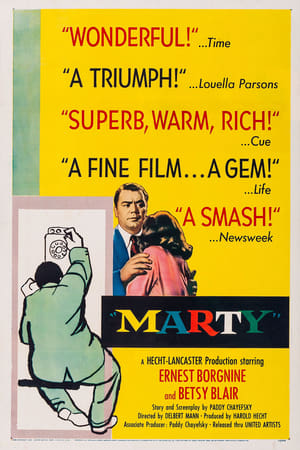 "WONDERFUL!"...Time
"A TRIUMPH!"...Louella Parsons
"SUPERB, WARM, RICH!"
...Cue
"A FINE FILM...A GEM!"
...Life
"A SMASH!"
...Newsweek
"MARTY"
A HECHT-LANCASTER Production starring
ERNEST BORGNINE
and BETSY BLAIR
Story and Screenplay by PADDY CHAYEFSKY
Directed by DELBERT MANN · Produced by HAROLD HECHT
Associate Producer: Paddy Chayefsky · Released thru UNITED ARTISTS